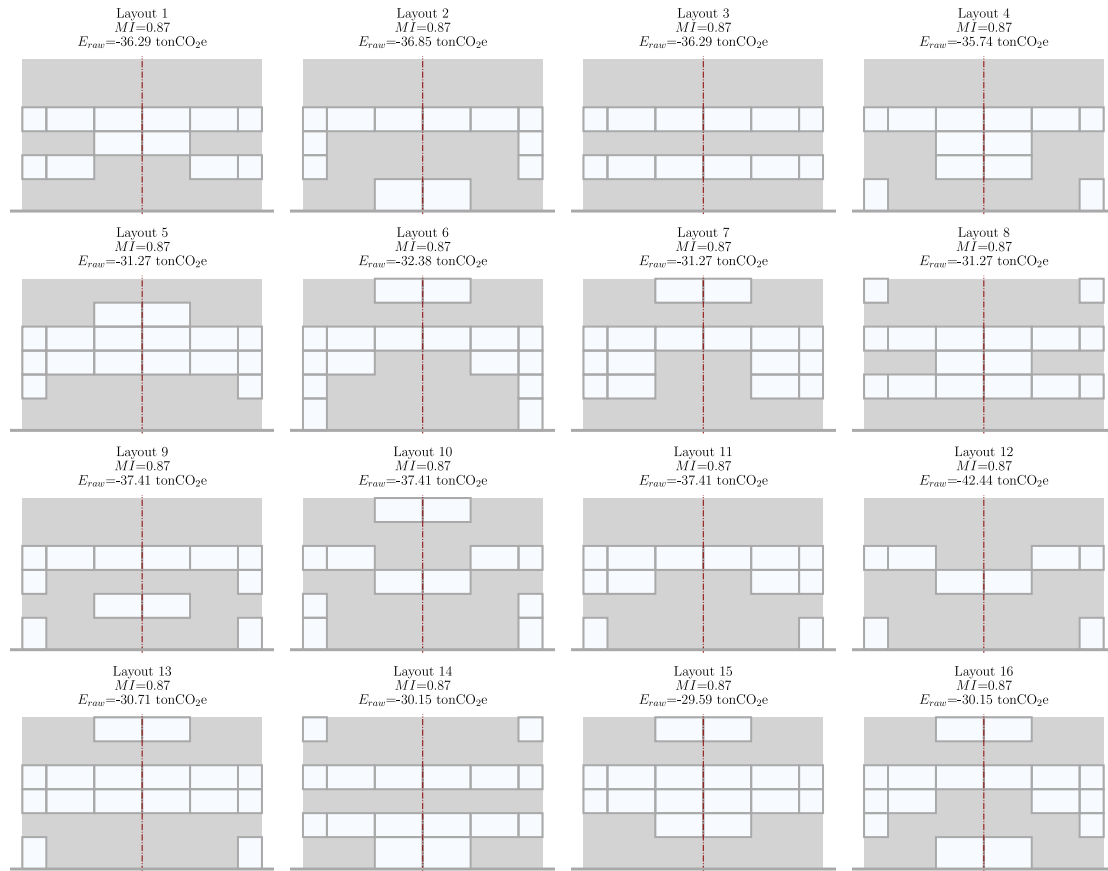 Layout 1
MI=0.87
E_raw=-36.29 tonCO₂e
Layout 2
MI=0.87
E_raw=-36.85 tonCO₂e
Layout 3
MI=0.87
E_raw=-36.29 tonCO₂e
Layout 4
MI=0.87
E_raw=-35.74 tonCO₂e
Layout 5
MI=0.87
E_raw=-31.27 tonCO₂e
Layout 6
MI=0.87
E_raw=-32.38 tonCO₂e
Layout 7
MI=0.87
E_raw=-31.27 tonCO₂e
Layout 8
MI=0.87
E_raw=-31.27 tonCO₂e
Layout 9
MI=0.87
E_raw=-37.41 tonCO₂e
Layout 10
MI=0.87
E_raw=-37.41 tonCO₂e
Layout 11
MI=0.87
E_raw=-37.41 tonCO₂e
Layout 12
MI=0.87
E_raw=-42.44 tonCO₂e
Layout 13
MI=0.87
E_raw=-30.71 tonCO₂e
Layout 14
MI=0.87
E_raw=-30.15 tonCO₂e
Layout 15
MI=0.87
E_raw=-29.59 tonCO₂e
Layout 16
MI=0.87
E_raw=-30.15 tonCO₂e